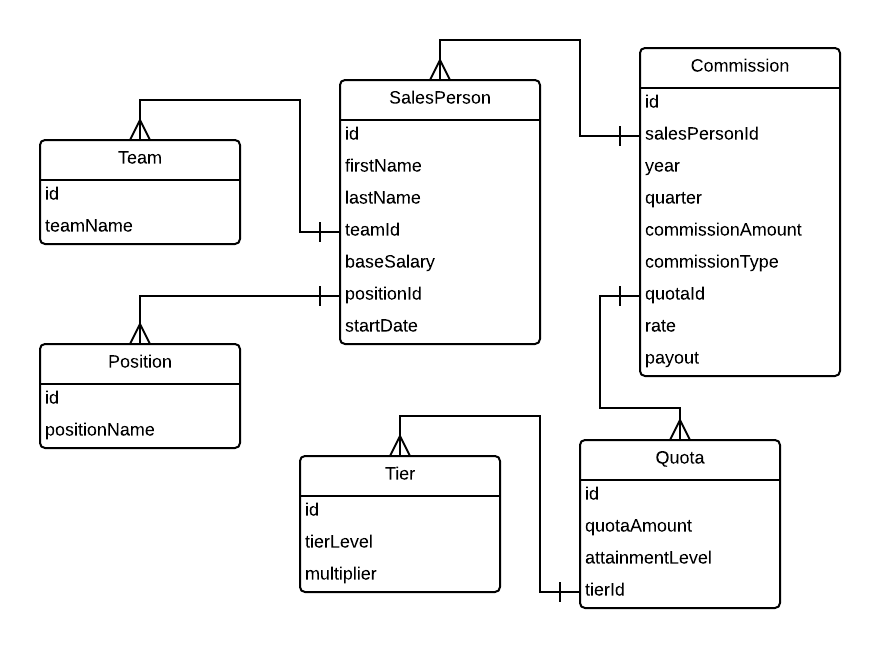 Commission
id
salesPersonId
year
quarter
commissionAmount
commissionType
quotaId
rate
payout
SalesPerson
id
firstName
lastName
teamId
baseSalary
positionId
startDate
Team
id
teamName
Position
id
positionName
Tier
id
tierLevel
multiplier
Quota
id
quotaAmount
attainmentLevel
tierId